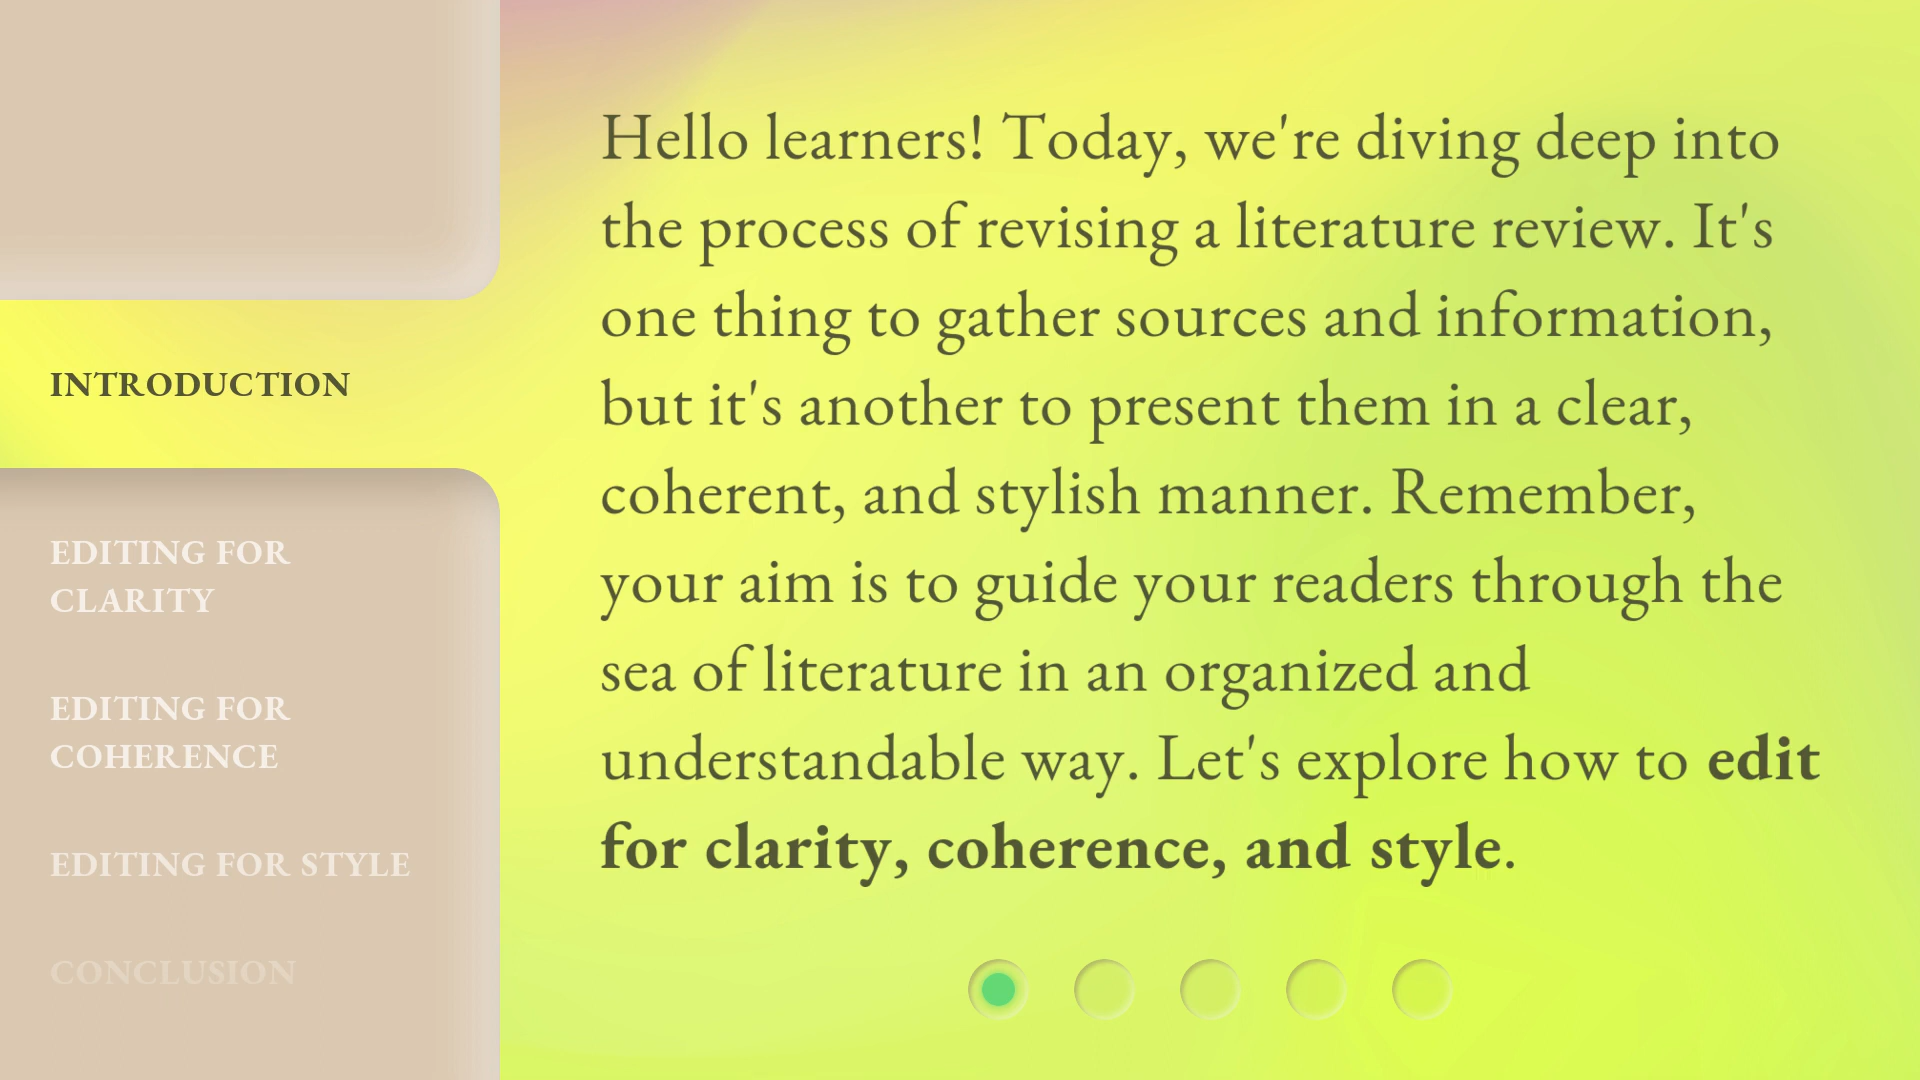 INTRODUCTION
EDITING FOR
CLARITY
EDITING FOR
COHERENCE
EDITING FOR STYLE
CONCLUSION
Hello learners! Today, we're diving deep into
the process of revising a literature review. It's
one thing to gather sources and information,
but it's another to present them in a clear,
coherent, and stylish manner. Remember,
your aim is to guide your readers through the
sea of literature in an organized and
understandable way. Let's explore how to edit
for clarity, coherence, and style.